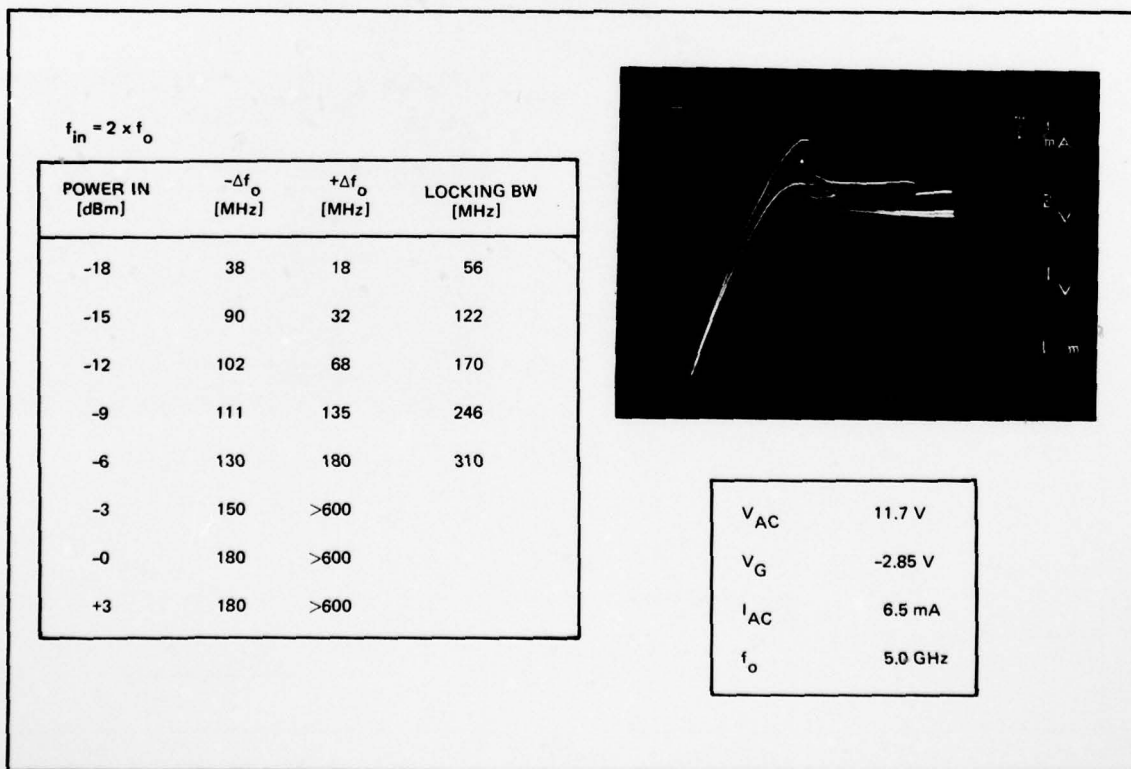 f_in = 2 x f_o
POWER IN [dBm] -Δf_o [MHz] +Δf_o [MHz] LOCKING BW [MHz]
-18 38 18 56
-15 90 32 122
-12 102 68 170
-9 111 135 246
-6 130 180 310
-3 150 >600
-0 180 >600
+3 180 >600
mA
V
V
m
V_AC 11.7 V
V_G -2.85 V
I_AC 6.5 mA
f_o 5.0 GHz